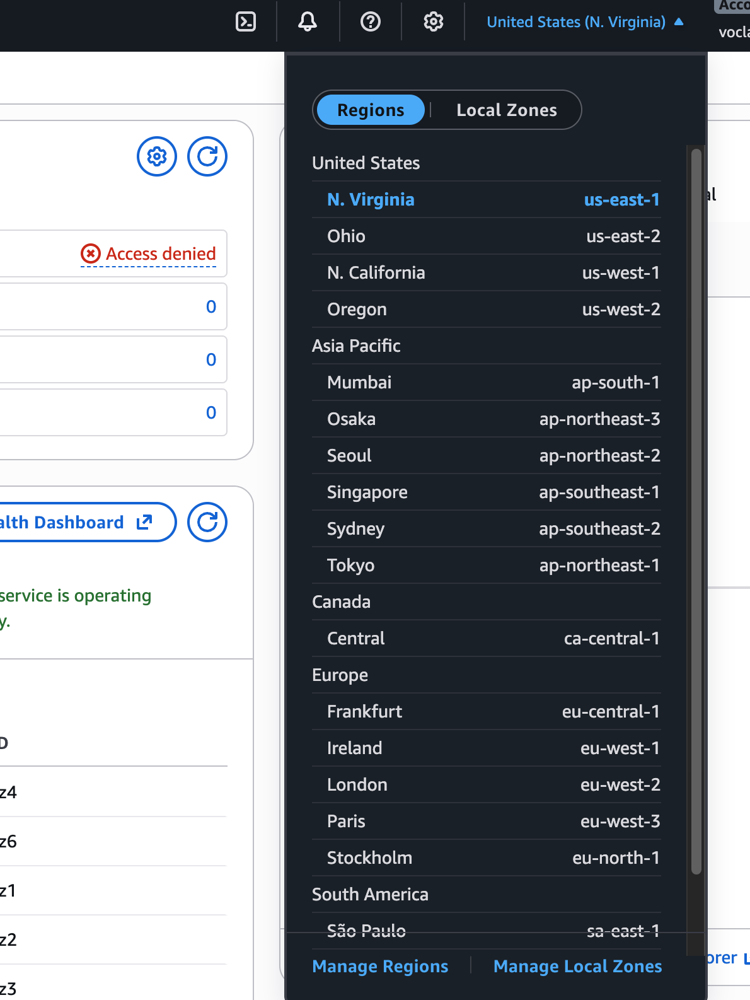 United States (N. Virginia)
Regions
Local Zones
United States
N. Virginia us-east-1
Ohio us-east-2
N. California us-west-1
Oregon us-west-2
Asia Pacific
Mumbai ap-south-1
Osaka ap-northeast-3
Seoul ap-northeast-2
Singapore ap-southeast-1
Sydney ap-southeast-2
Tokyo ap-northeast-1
Canada
Central ca-central-1
Europe
Frankfurt eu-central-1
Ireland eu-west-1
London eu-west-2
Paris eu-west-3
Stockholm eu-north-1
South America
São Paulo sa-east-1
Manage Regions
Manage Local Zones
Access denied
0
0
0
alth Dashboard
service is operating
y.
D
z4
z6
z1
z2
z3
Acco
vocla
al
orer L